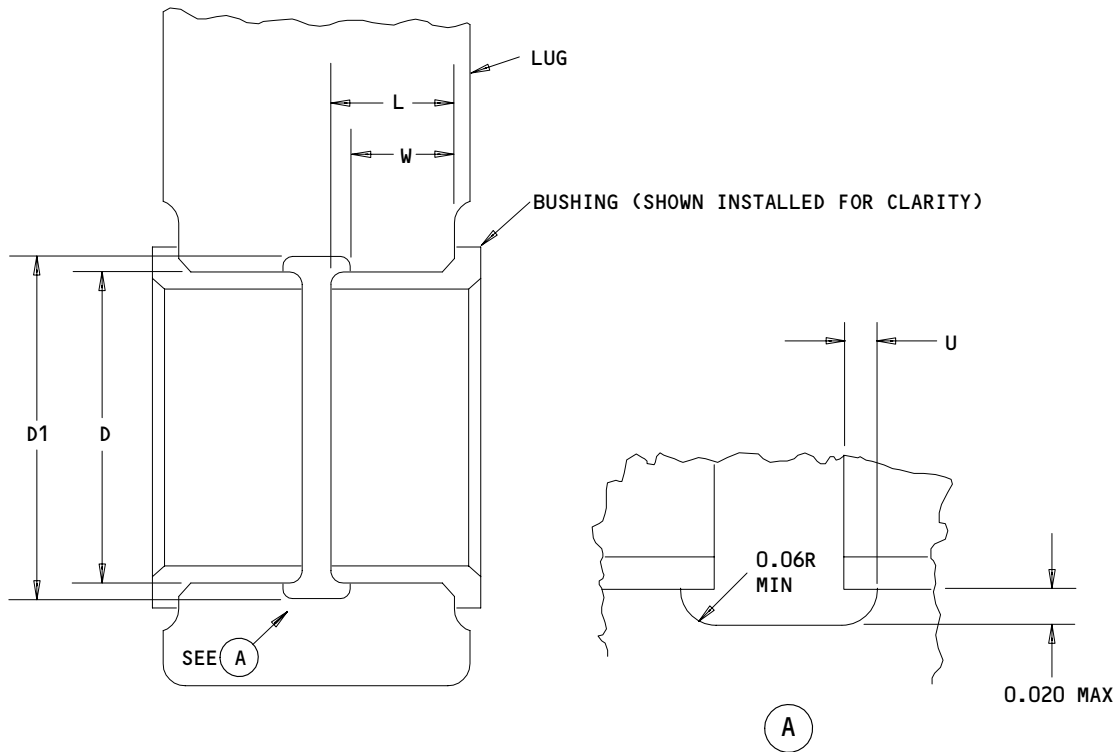 LUG
L
W
BUSHING (SHOWN INSTALLED FOR CLARITY)
D1
D
SEE A
U
0.06R
MIN
0.020 MAX
A